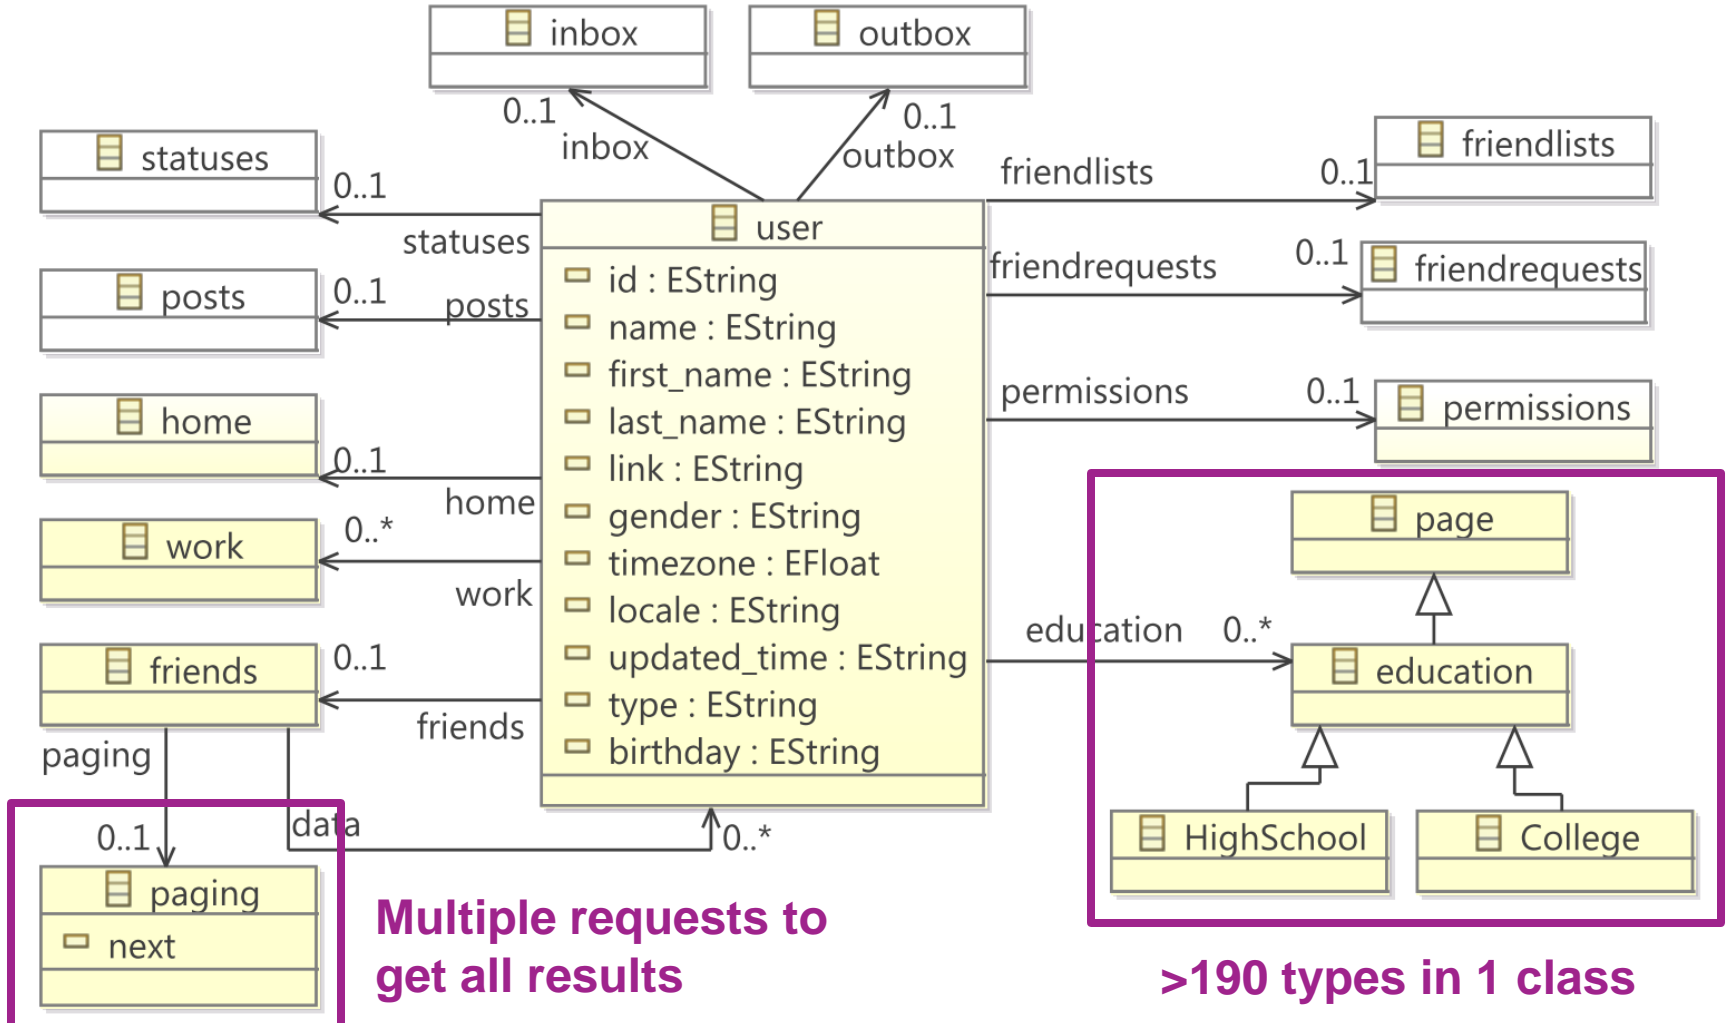 inbox
outbox
0..1
inbox
0..1
outbox
statuses
0..1
statuses
posts
0..1
posts
home
0..1
home
work
0..*
work
friends
0..1
friends
user
id : EString
name : EString
first_name : EString
last_name : EString
link : EString
gender : EString
timezone : EFloat
locale : EString
updated_time : EString
type : EString
birthday : EString
friendlists
0..1
friendlists
friendrequests
0..1
friendrequests
permissions
0..1
permissions
page
education
0..*
education
HighSchool
College
paging
0..1
data
0..*
paging
next
Multiple requests to
get all results
>190 types in 1 class